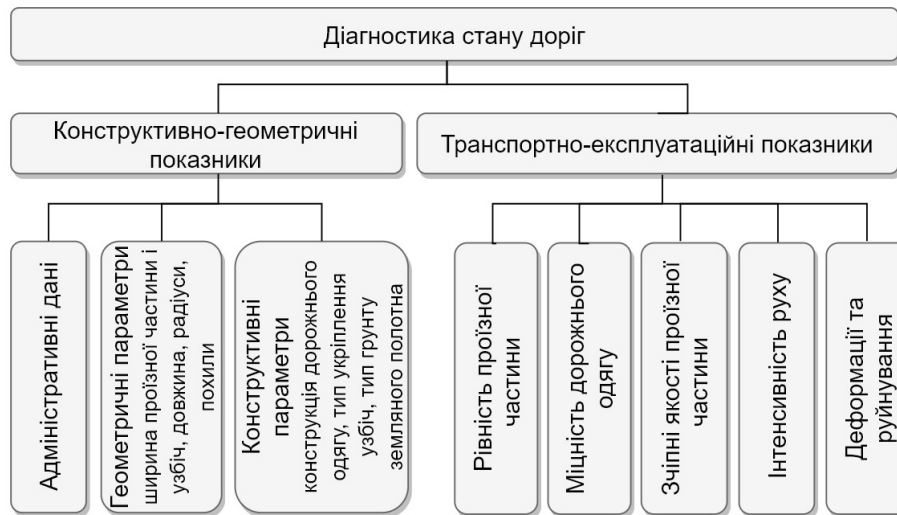 Діагностика стану доріг
Конструктивно-геометричні
показники
Транспортно-експлуатаційні показники
Адміністративні дані
Геометричні параметри
ширина проїзної частини і
узбіч, довжина, радіуси,
похили
Конструктивні
параметри
конструкція дорожнього
одягу, тип укріплення
узбіч, тип грунту
земляного полотна
Рівність проїзної
частини
Міцність дорожнього
одягу
Зчіпні якості проїзної
частини
Інтенсивність руху
Деформації та
руйнування